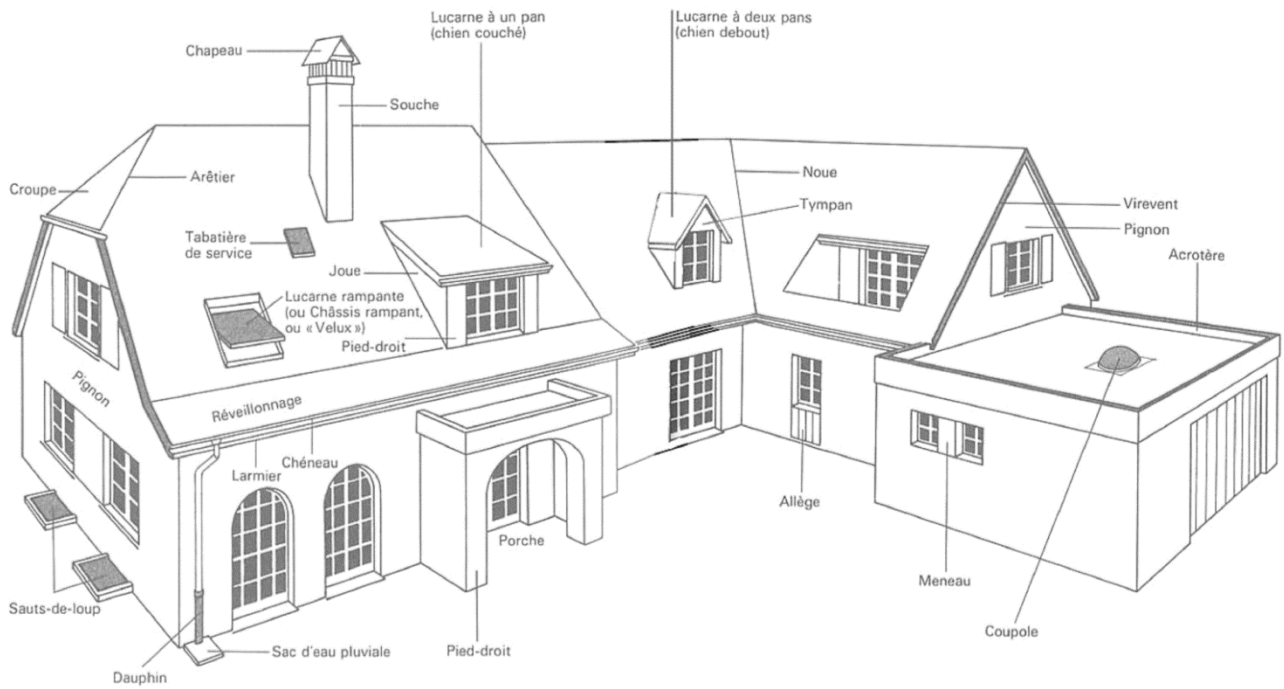 Lucarne à un pan
(chien couché)
Lucarne à deux pans
(chien debout)
Chapeau
Souche
Croupe
Arêtier
Noue
Tympan
Virevent
Pignon
Acrotère
Tabatière
de service
Joue
Lucarne rampante
(ou Châssis rampant,
ou « Velux »)
Pied-droit
Pignon
Réveillonnage
Larmier
Chéneau
Allège
Porche
Meneau
Sauts-de-loup
Coupole
Sac d'eau pluviale
Pied-droit
Dauphin